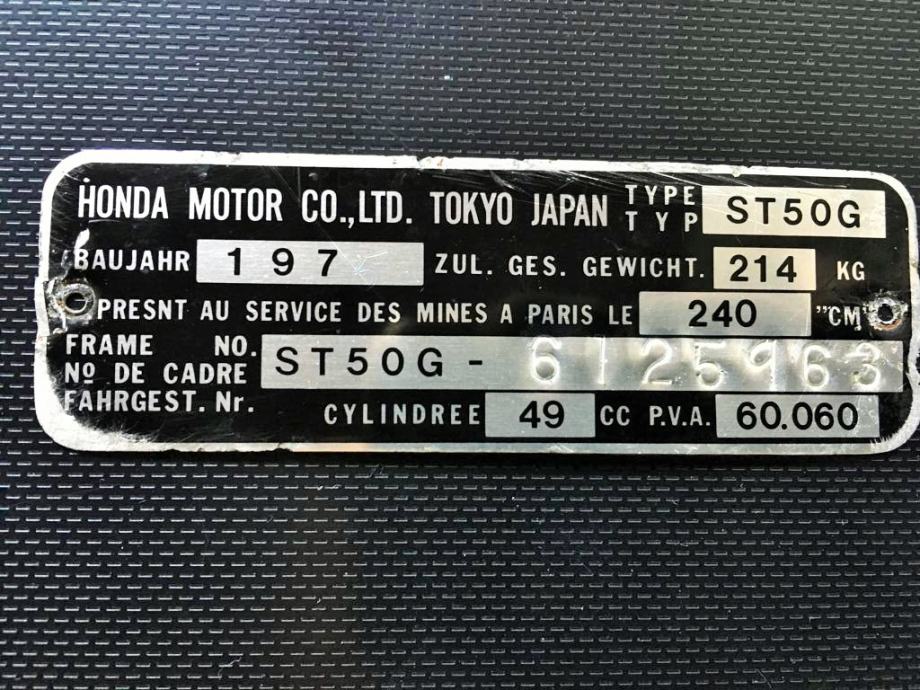 HONDA MOTOR CO.,LTD. TOKYO JAPAN TYPE TYP ST50G
BAUJAHR 197 ZUL. GES. GEWICHT. 214 KG
PRESNT AU SERVICE DES MINES A PARIS LE 240 "CM"
FRAME NO.
Nº DE CADRE ST50G - 6125963
FAHRGEST. Nr.
CYLINDREE 49 CC P.V.A. 60.060